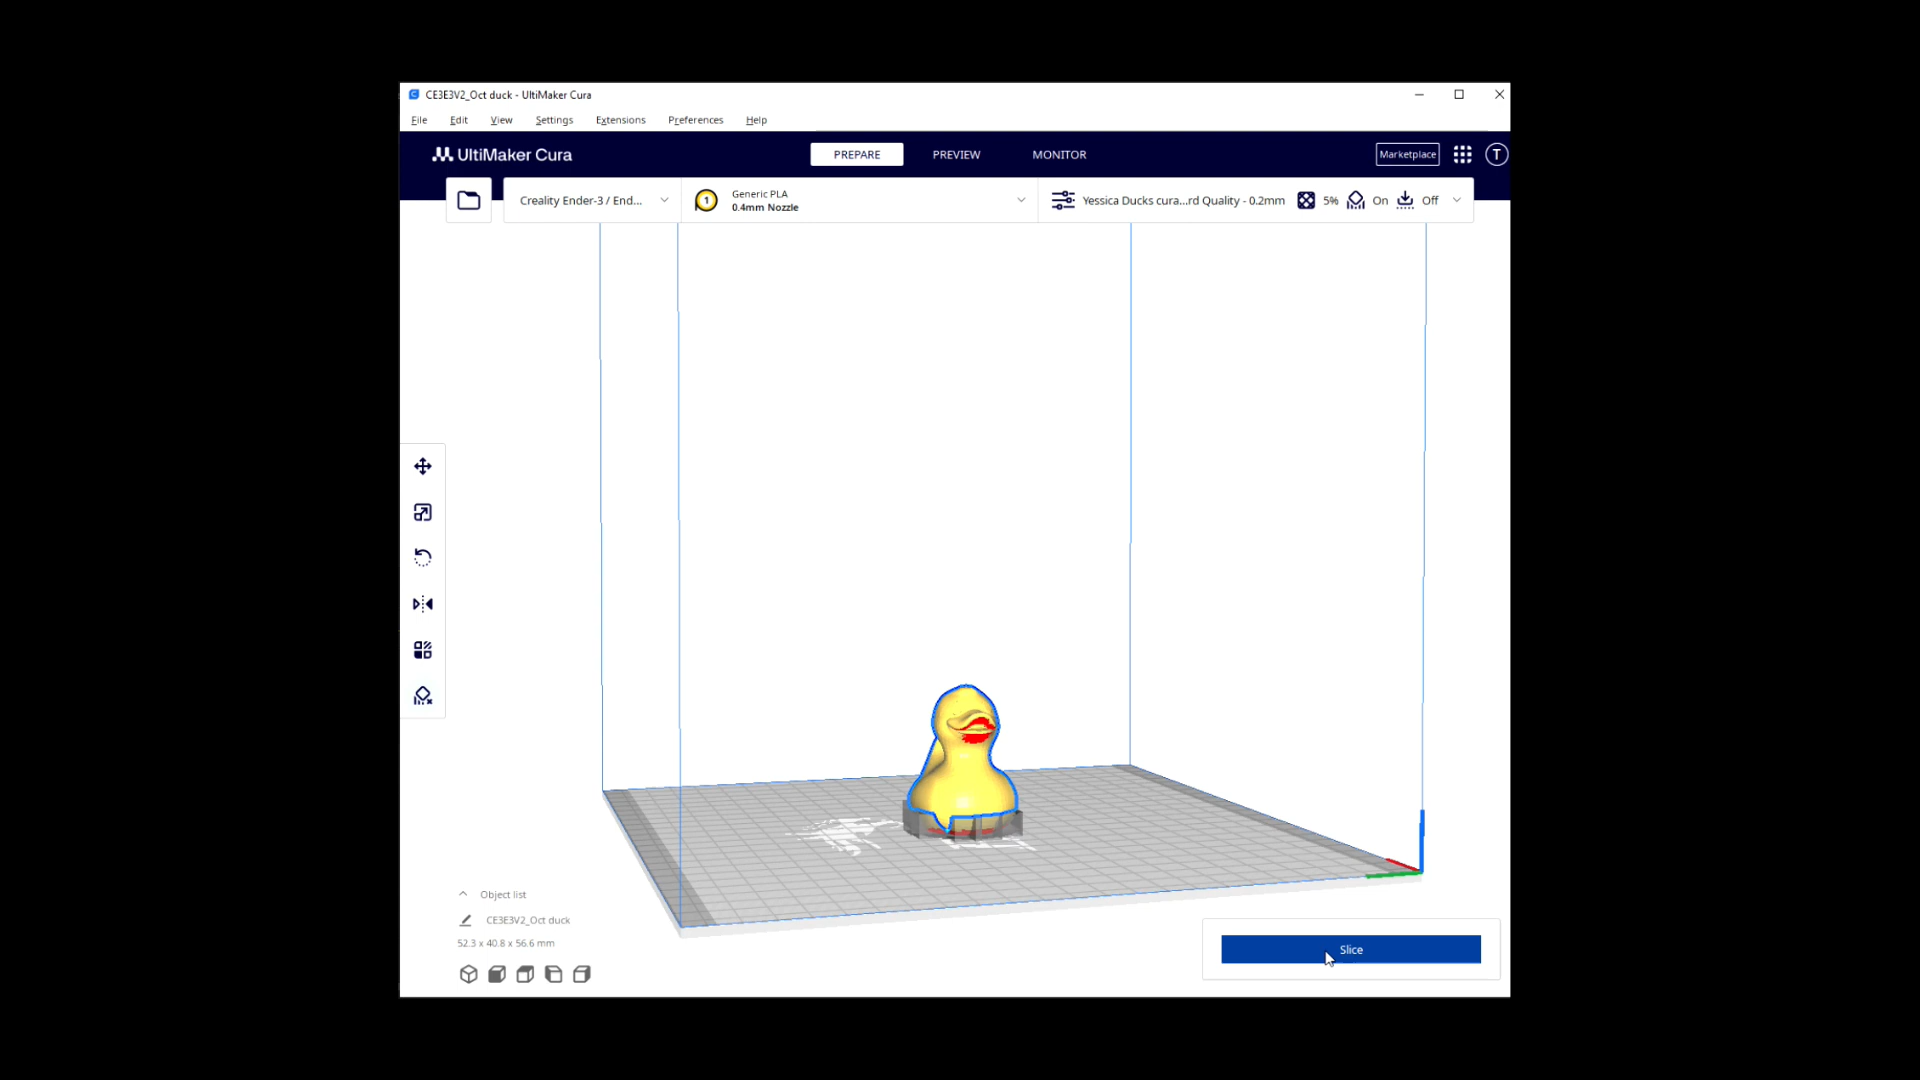 CE3E3V2_Oct duck - UltiMaker Cura
File Edit View Settings Extensions Preferences Help
UltiMaker Cura PREPARE PREVIEW MONITOR Marketplace T
Creality Ender-3 / End... 1 Generic PLA
0.4mm Nozzle
Yessica Ducks cura...rd Quality - 0.2mm 5% On Off
Object list
CE3E3V2_Oct duck
52.3 x 40.8 x 56.6 mm
Slice